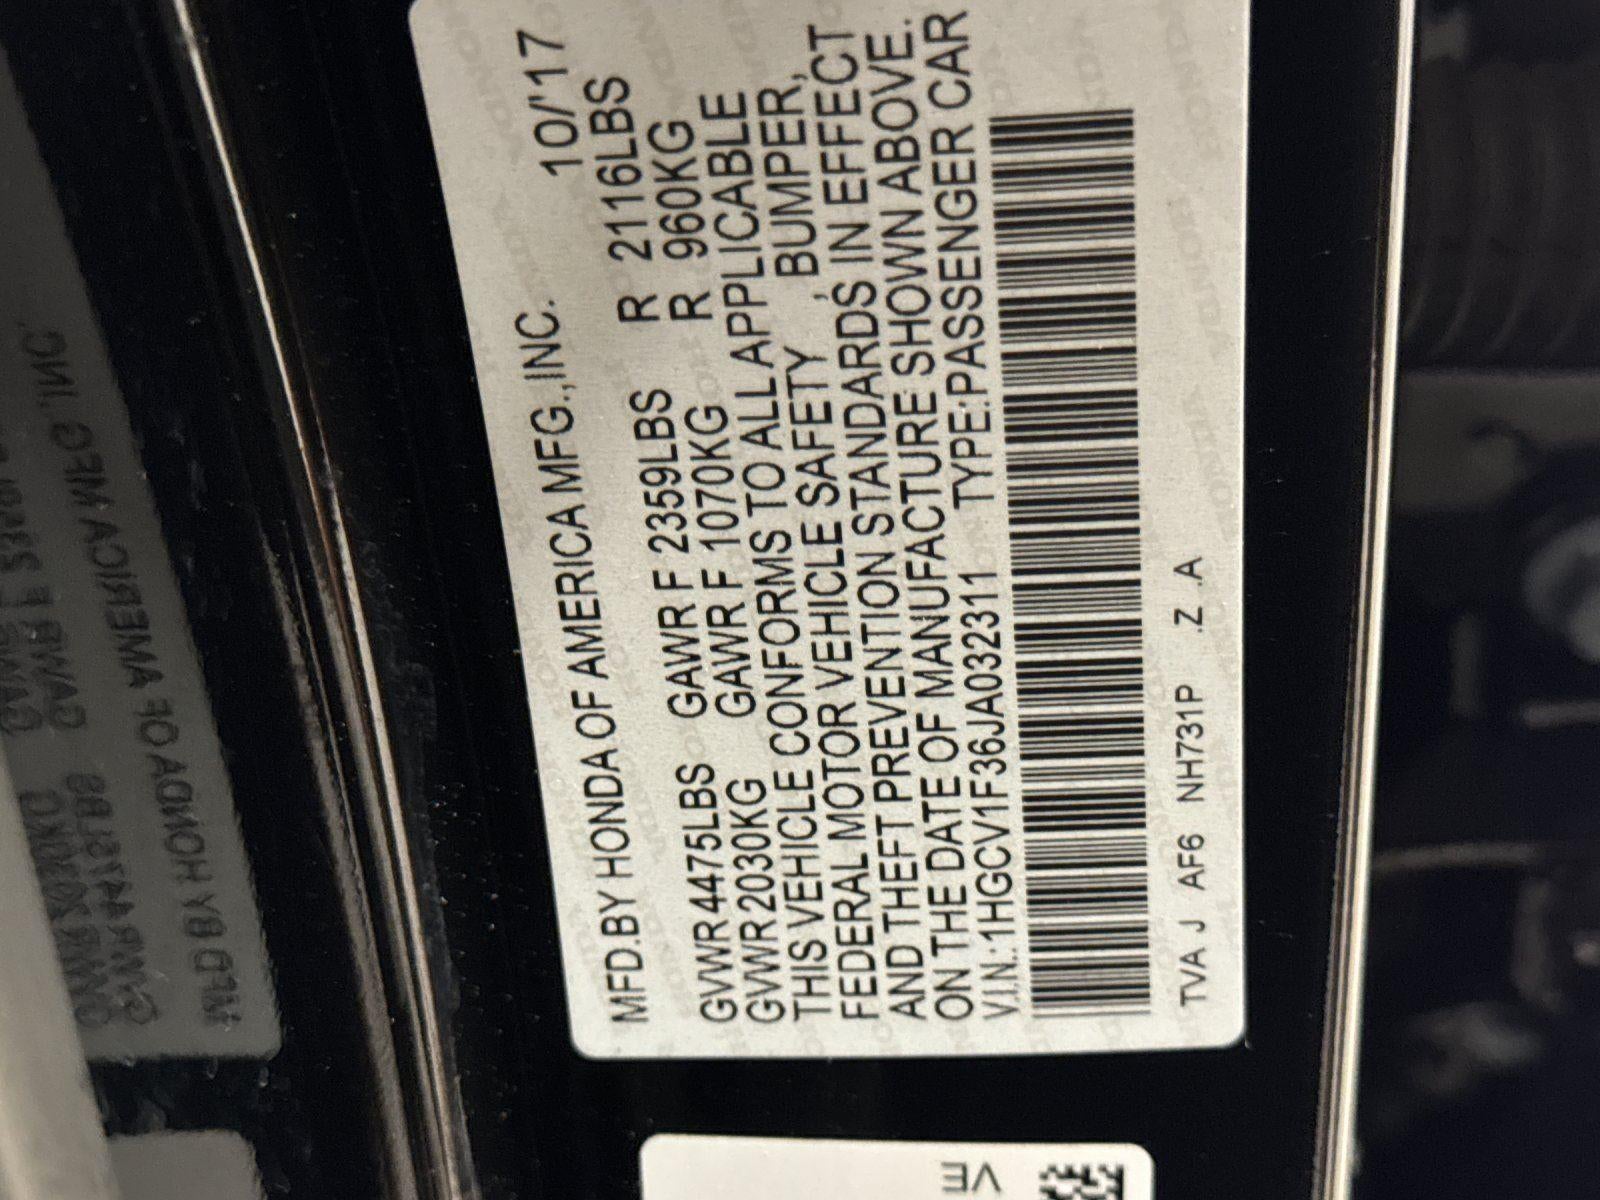 MFD.BY HONDA OF AMERICA MFG.,INC. 10/'17
GVWR 4475LBS GAWR F 2359LBS R 2116LBS
GVWR 2030KG GAWR F 1070KG R 960KG
THIS VEHICLE CONFORMS TO ALL APPLICABLE
FEDERAL MOTOR VEHICLE SAFETY , BUMPER,
AND THEFT PREVENTION STANDARDS IN EFFECT
ON THE DATE OF MANUFACTURE SHOWN ABOVE.
V.I.N.:1HGCV1F36JA032311 TYPE:PASSENGER CAR
TVA J AF6 NH731P .Z .A
VE